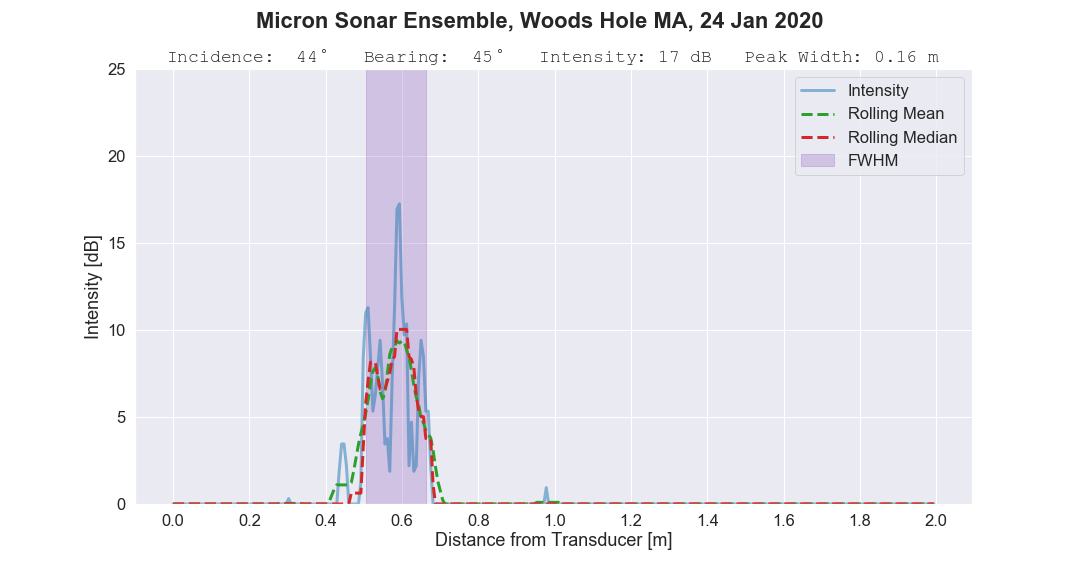 Micron Sonar Ensemble, Woods Hole MA, 24 Jan 2020
Incidence: 44° Bearing: 45° Intensity: 17 dB Peak Width: 0.16 m
25
20
15
10
5
0
Intensity [dB]
Intensity
Rolling Mean
Rolling Median
FWHM
0.0 0.2 0.4 0.6 0.8 1.0 1.2 1.4 1.6 1.8 2.0
Distance from Transducer [m]